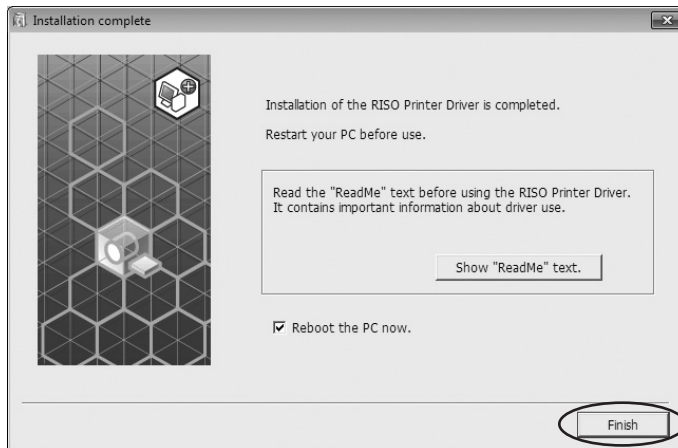 Installation complete
Installation of the RISO Printer Driver is completed.
Restart your PC before use.
Read the "ReadMe" text before using the RISO Printer Driver.
It contains important information about driver use.
Show "ReadMe" text.
Reboot the PC now.
Finish